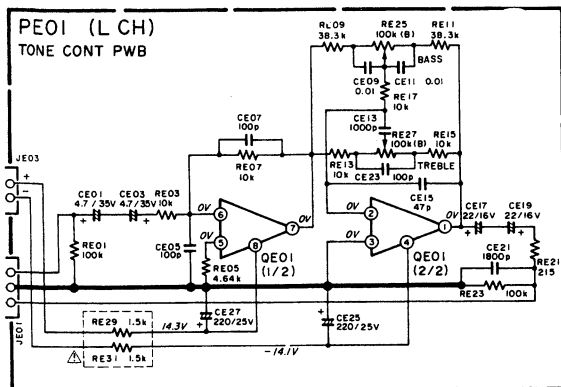 PE01 (L CH)
TONE CONT PWB
RL09
38.3k
RE25
100k (B)
RE11
38.3k
BASS
CE09
0.01
CE11 0.01
RE17
10k
CE13
1000p
RE27
100k(B)
RE15
10k
RE13
10k
TREBLE
CE23
100p
CE15
47p
CE07
100p
RE07
10k
JE03
+
−
CE01
4.7/35V
CE03
4.7/35V
RE03
10k
+
+
0V
6
5
0V
7
0V
8
QE01
(1/2)
0V
2
3
0V
4
1
0V
QE01
(2/2)
CE17
22/16V
CE19
22/16V
+
+
CE21
1800p
RE21
215
RE23
100k
RE01
100k
CE05
100p
RE05
4.64k
CE27
220/25V
+
CE25
220/25V
+
JE01
RE29 1.5k
14.3V
RE31 1.5k
-14.1V